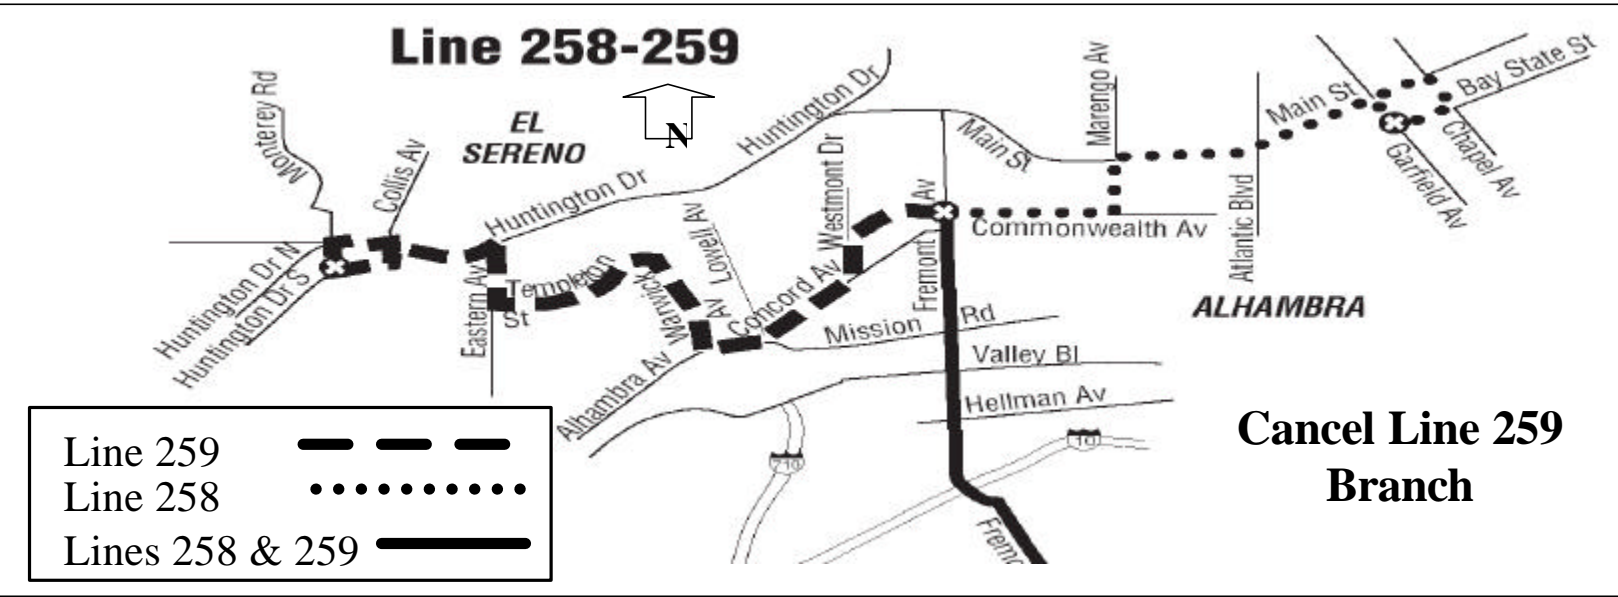 Line 258-259
N
EL
SERENO
Monterey Rd
Collis Av
Huntington Dr
Huntington Dr
Huntington Dr N
Huntington Dr S
Eastern Av
Templeton
St
Warwick
Av
Lowell Av
Concord Av
Westmont Dr
Alhambra Av
Mission Rd
Valley Bl
Hellman Av
Fremont Av
Main St
Commonwealth Av
Marengo Av
Atlantic Blvd
Main St
Bay State St
Chapel Av
Garfield Av
ALHAMBRA
710
10
Fremo
Line 259
Line 258
Lines 258 & 259
Cancel Line 259
Branch